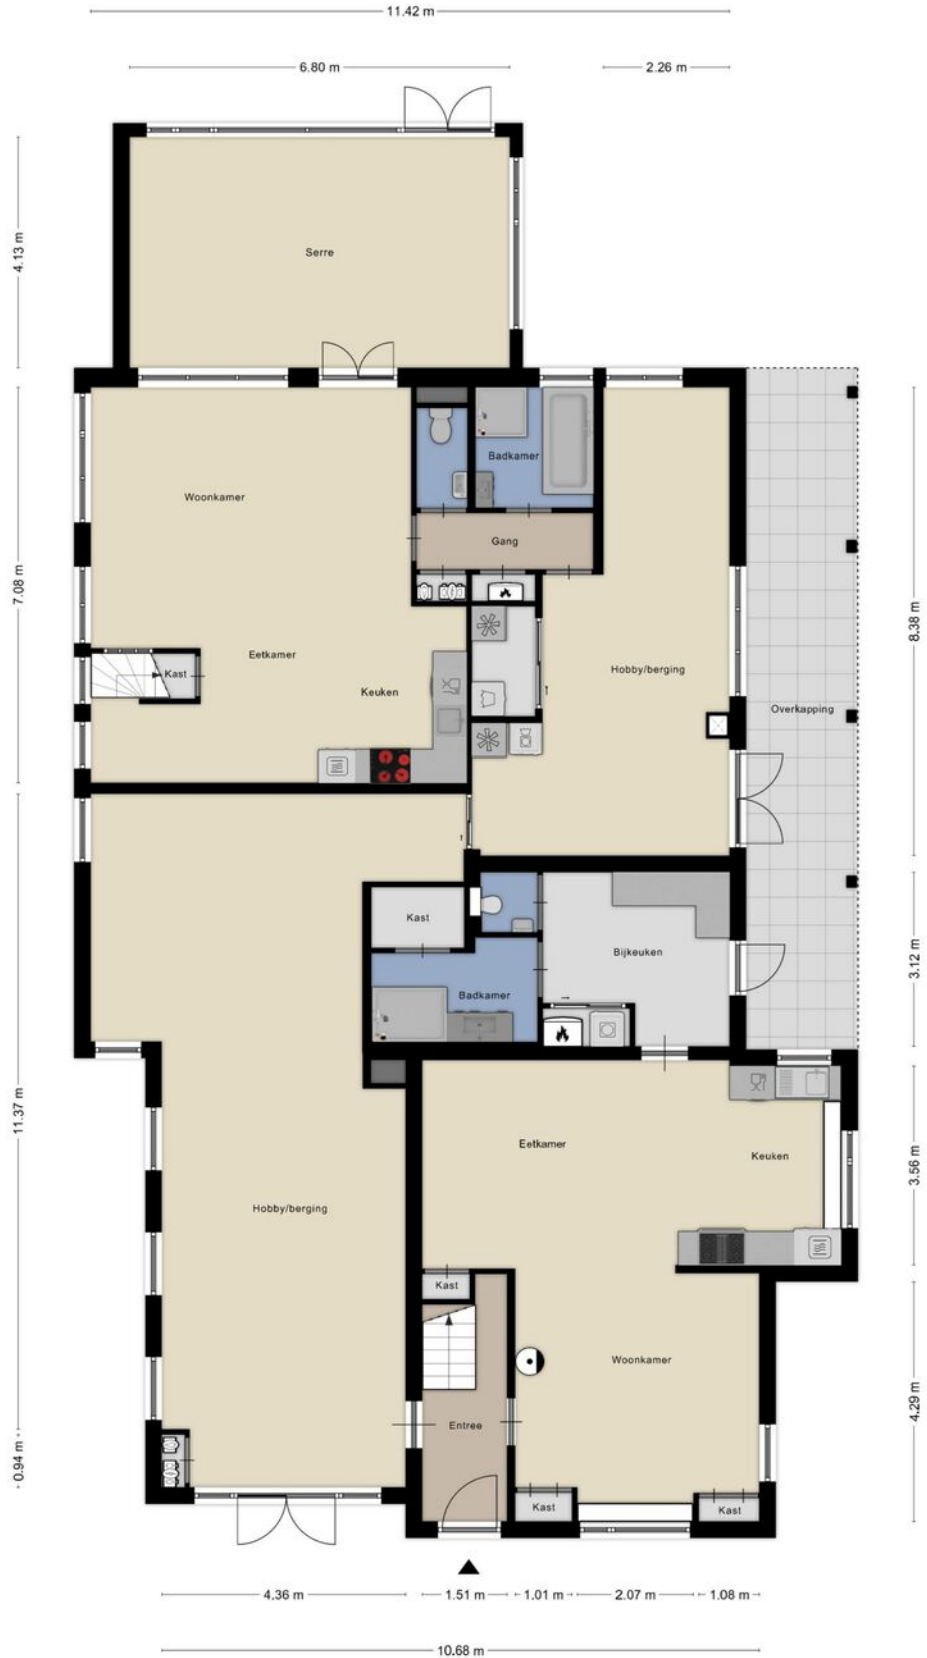 11.42 m
6.80 m
2.26 m
4.13 m
Serre
Woonkamer
Badkamer
Gang
7.08 m
8.38 m
Eetkamer
Kast
Keuken
Hobby/berging
Overkapping
Kast
Bijkeuken
3.12 m
Badkamer
11.37 m
Eetkamer
Keuken
3.56 m
Hobby/berging
Kast
Woonkamer
4.29 m
Entree
0.94 m
Kast
Kast
4.36 m
1.51 m
1.01 m
2.07 m
1.08 m
10.68 m